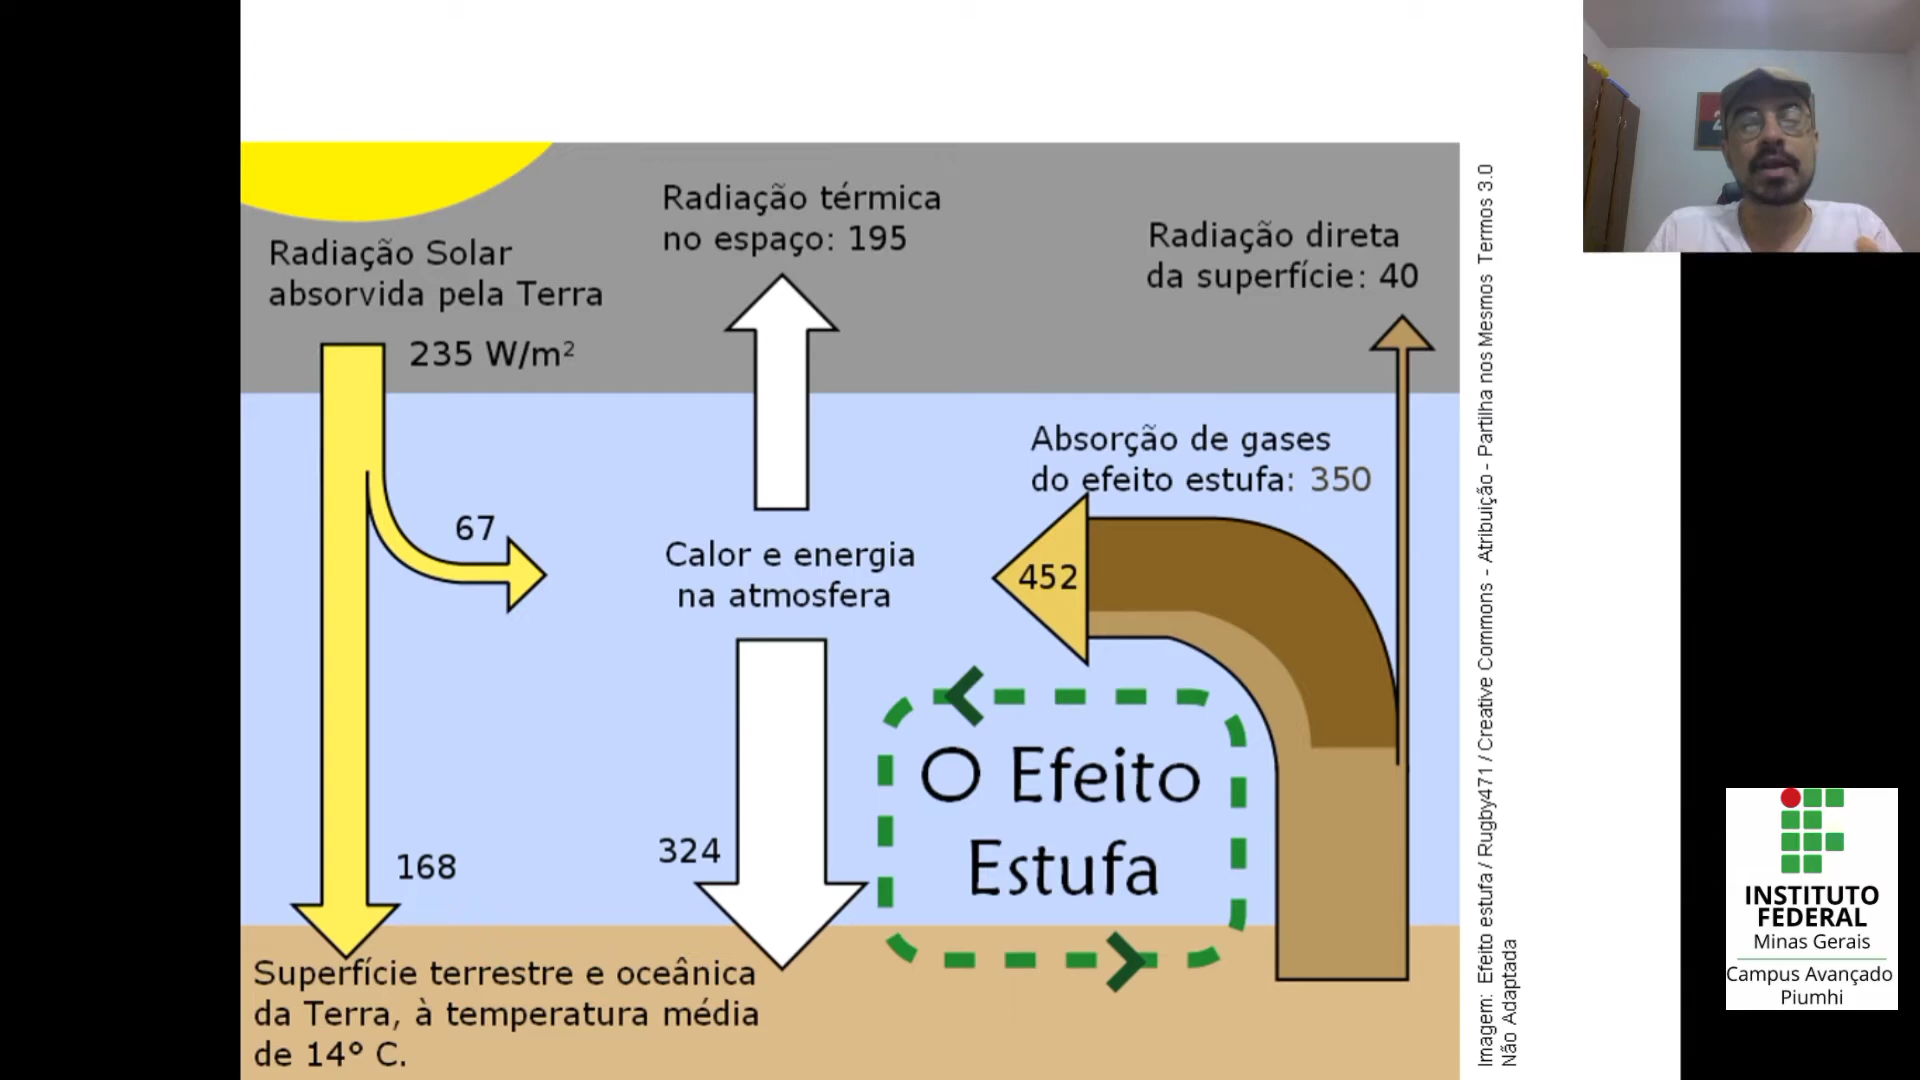 Radiação Solar
absorvida pela Terra
235 W/m²
Radiação térmica
no espaço: 195
Radiação direta
da superfície: 40
Absorção de gases
do efeito estufa: 350
67
Calor e energia
na atmosfera
452
O Efeito
Estufa
324
168
Superfície terrestre e oceânica
da Terra, à temperatura média
de 14º C.
Imagem: Efeito estufa / Rugby471 / Creative Commons - Atribuição - Partilha nos Mesmos Termos 3.0
Não Adaptada
INSTITUTO
FEDERAL
Minas Gerais
Campus Avançado
Piumhi